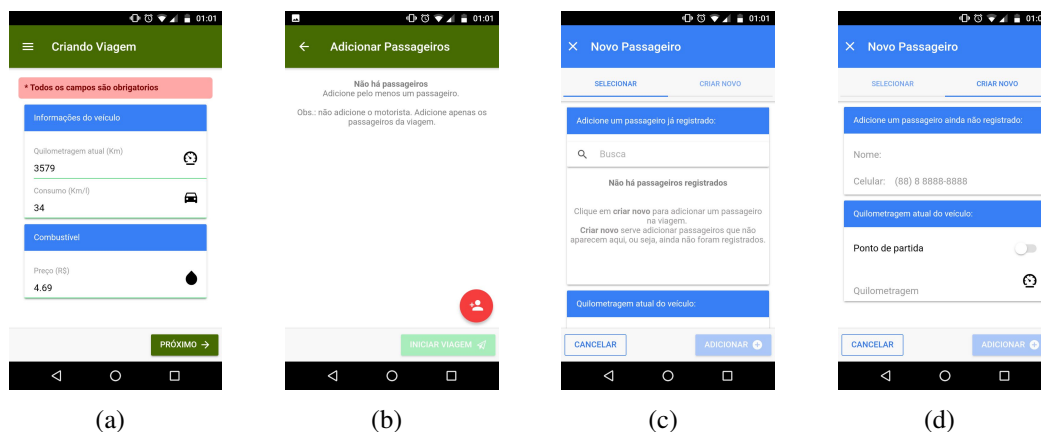 01:01
Criando Viagem
* Todos os campos são obrigatorios
Informações do veículo
Quilometragem atual (Km)
3579
Consumo (Km/l)
34
Combustível
Preço (R$)
4.69
PRÓXIMO
(a)
01:01
Adicionar Passageiros
Não há passageiros
Adicione pelo menos um passageiro.
Obs.: não adicione o motorista. Adicione apenas os
passageiros da viagem.
INICIAR VIAGEM
(b)
01:01
Novo Passageiro
SELECIONAR CRIAR NOVO
Adicione um passageiro já registrado:
Busca
Não há passageiros registrados
Clique em criar novo para adicionar um passageiro
na viagem.
Criar novo serve adicionar passageiros que não
aparecem aqui, ou seja, ainda não foram registrados.
Quilometragem atual do veículo:
CANCELAR ADICIONAR
(c)
01:0
Novo Passageiro
SELECIONAR CRIAR NOVO
Adicione um passageiro ainda não registrado:
Nome:
Celular: (88) 8 8888-8888
Quilometragem atual do veículo:
Ponto de partida
Quilometragem
CANCELAR ADICIONAR
(d)